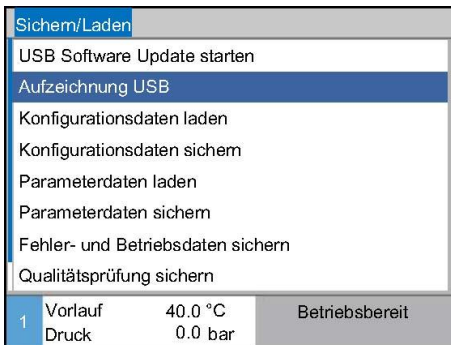 Sichern/Laden
USB Software Update starten
Aufzeichnung USB
Konfigurationsdaten laden
Konfigurationsdaten sichern
Parameterdaten laden
Parameterdaten sichern
Fehler- und Betriebsdaten sichern
Qualitätsprüfung sichern
1
Vorlauf 40.0 °C
Druck 0.0 bar
Betriebsbereit